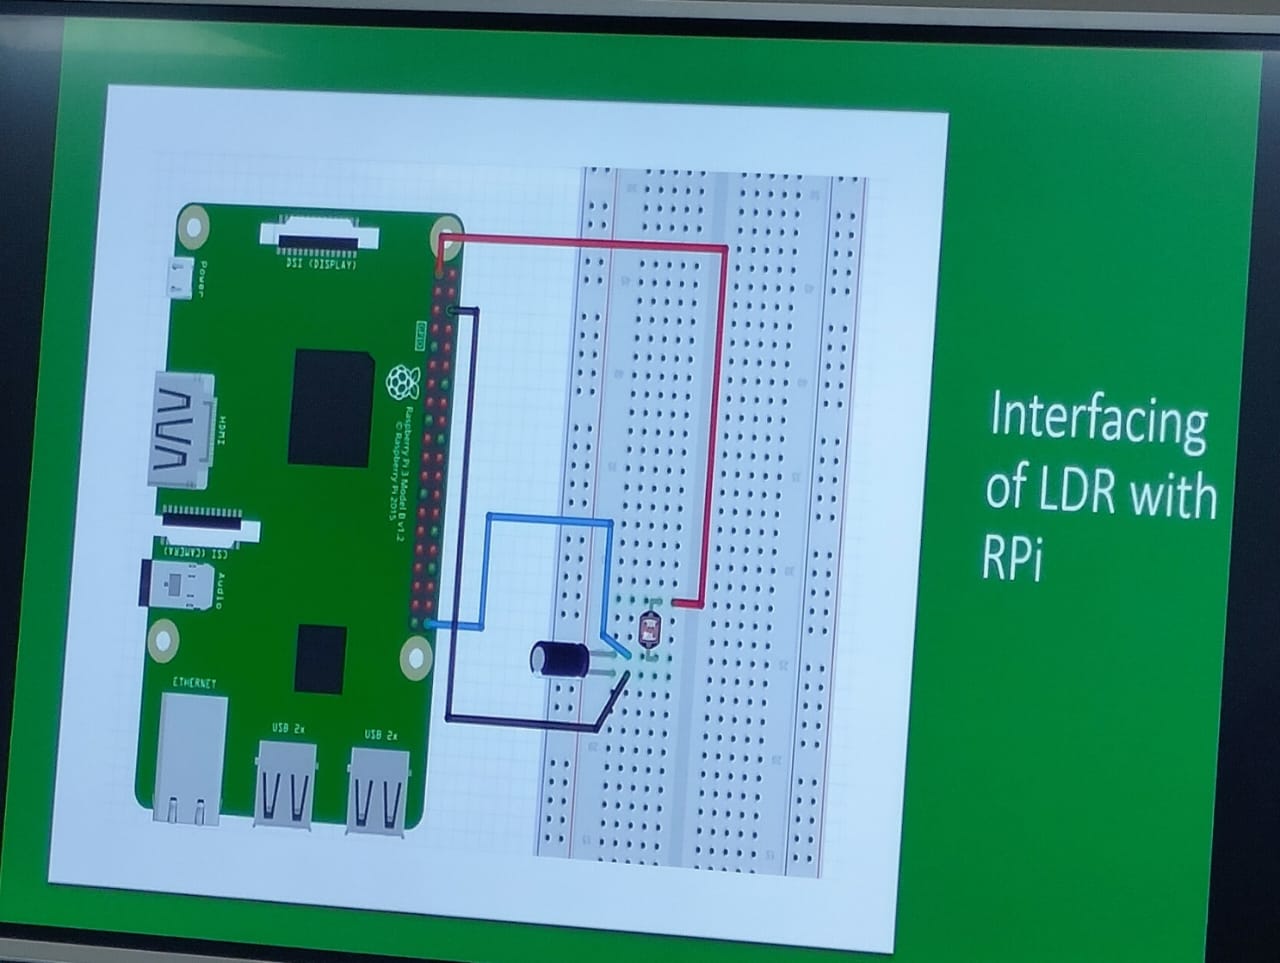 Interfacing
of LDR with
RPi
DSI (DISPLAY)
Power
GPIO
HDMI
Raspberry Pi 3 Model B v1.2
© Raspberry Pi 2015
CSI (CAMERA)
Audio
ETHERNET
USB 2x
USB 2x